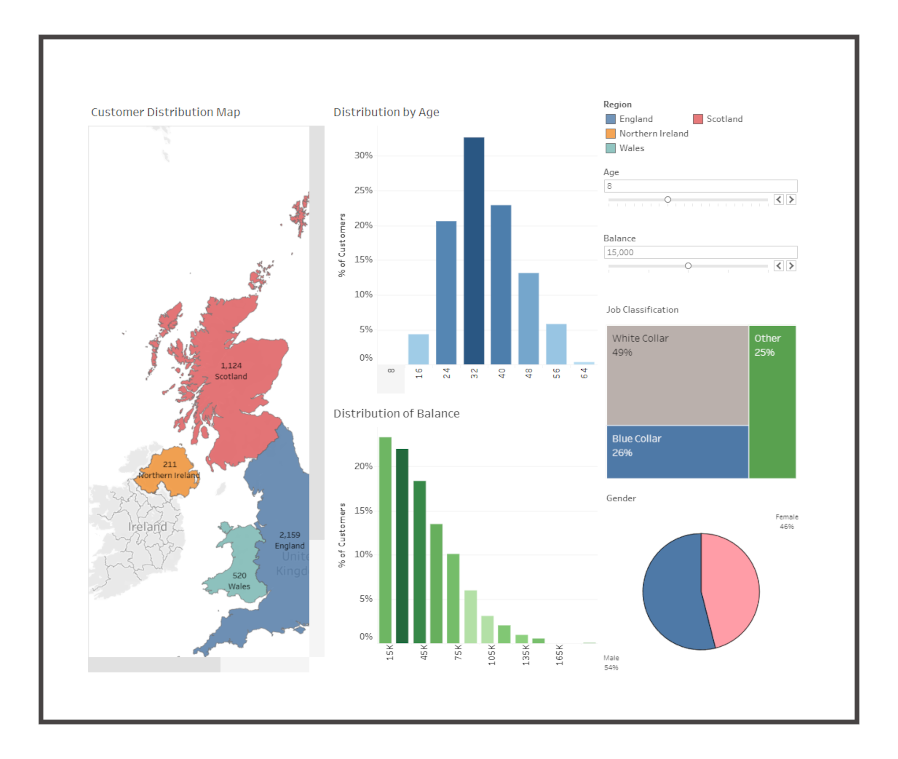 Customer Distribution Map
1,124
Scotland
211
Northern Ireland
Ireland
2,159
England
520
Wales
Distribution by Age
% of Customers
30%
25%
20%
15%
10%
5%
0%
8
16
24
32
40
48
56
64
Distribution of Balance
% of Customers
20%
15%
10%
5%
0%
15K
45K
75K
105K
135K
165K
Region
England
Scotland
Northern Ireland
Wales
Age
8
Balance
15,000
Job Classification
White Collar
49%
Other
25%
Blue Collar
26%
Gender
Female
46%
Male
54%